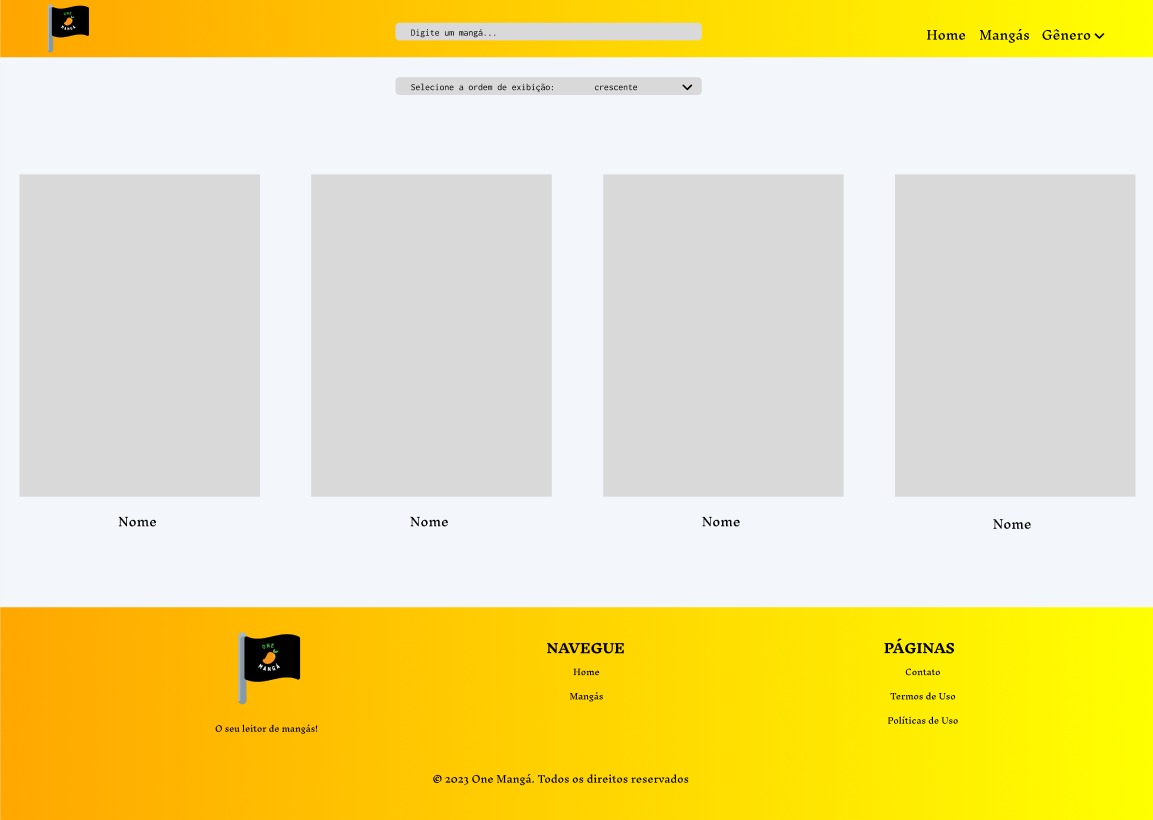 ONE
MANGÁ
Digite um mangá...
Home Mangás Gênero
Selecione a ordem de exibição: crescente
Nome Nome Nome Nome
ONE
MANGÁ
O seu leitor de mangás!
NAVEGUE
Home
Mangás
PÁGINAS
Contato
Termos de Uso
Políticas de Uso
© 2023 One Mangá. Todos os direitos reservados